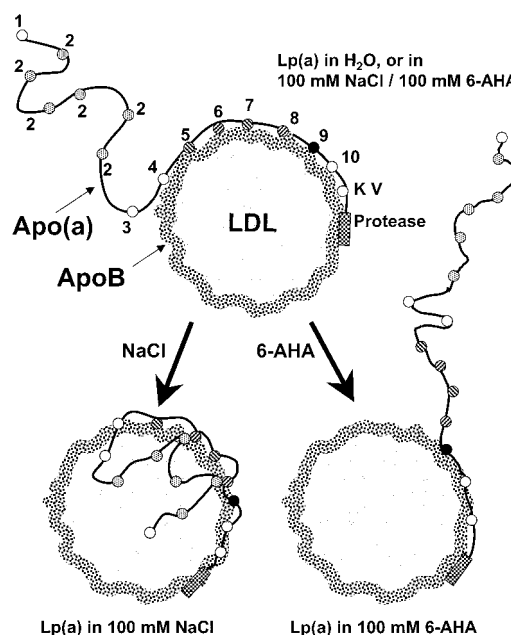 1
2
2
2
2
2
2
3
4
5
6
7
8
9
10
K V
Protease
Lp(a) in H₂O, or in
100 mM NaCl / 100 mM 6-AHA
Apo(a)
ApoB
LDL
NaCl
6-AHA
Lp(a) in 100 mM NaCl
Lp(a) in 100 mM 6-AHA